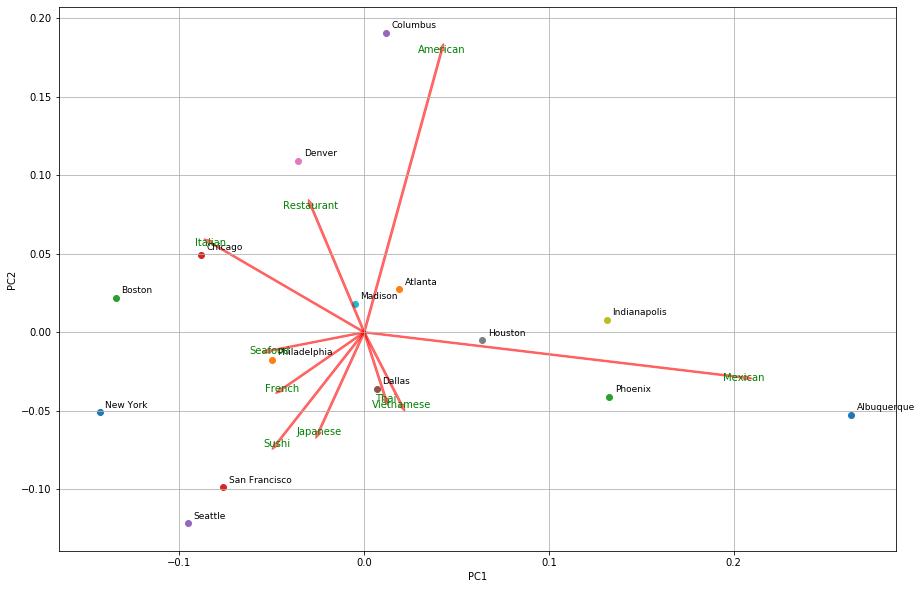 0.20
0.15
0.10
0.05
0.00
−0.05
−0.10
PC2
−0.1
0.0
0.1
0.2
PC1
Columbus
American
Denver
Restaurant
Italian
Chicago
Boston
Madison
Atlanta
Indianapolis
Houston
Seafood
Philadelphia
Mexican
Dallas
French
Phoenix
Thai
Vietnamese
New York
Albuquerque
Japanese
Sushi
San Francisco
Seattle